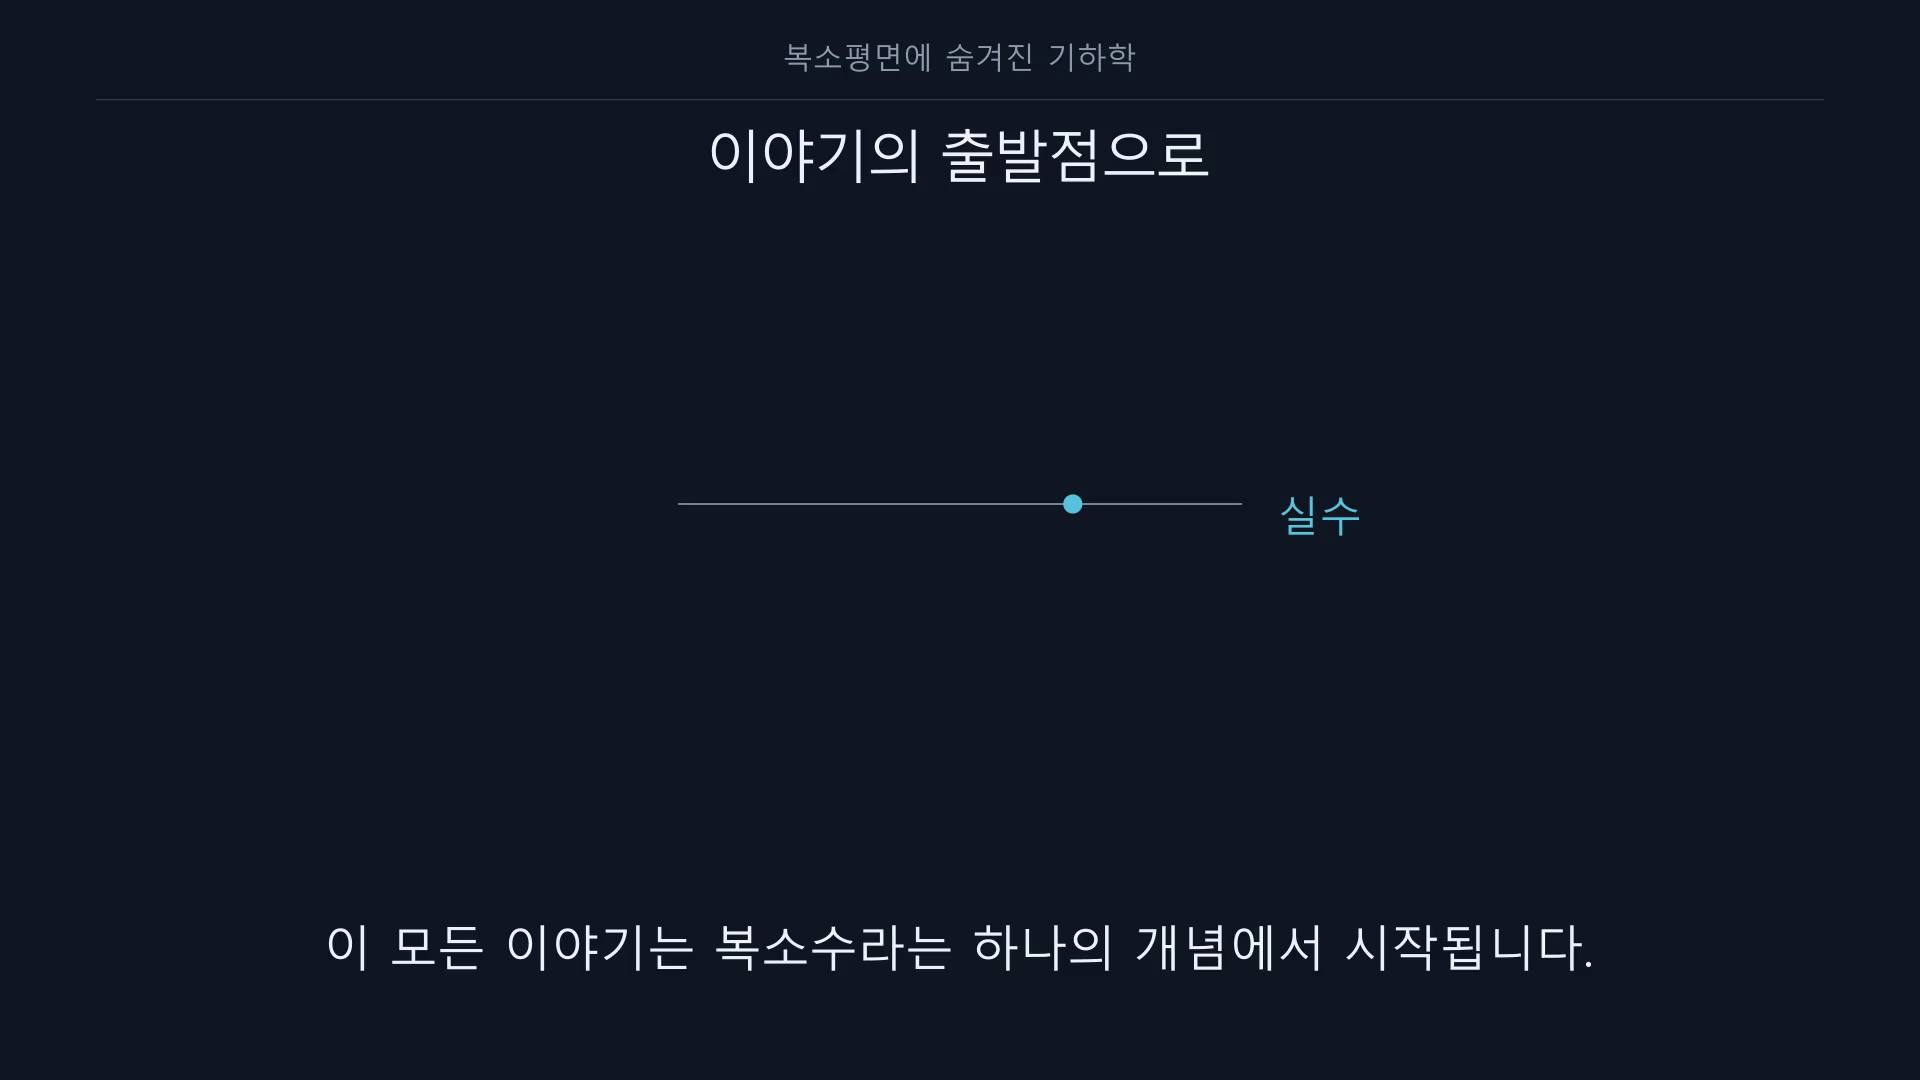 복소평면에 숨겨진 기하학
이야기의 출발점으로
실수
이 모든 이야기는 복소수라는 하나의 개념에서 시작됩니다.